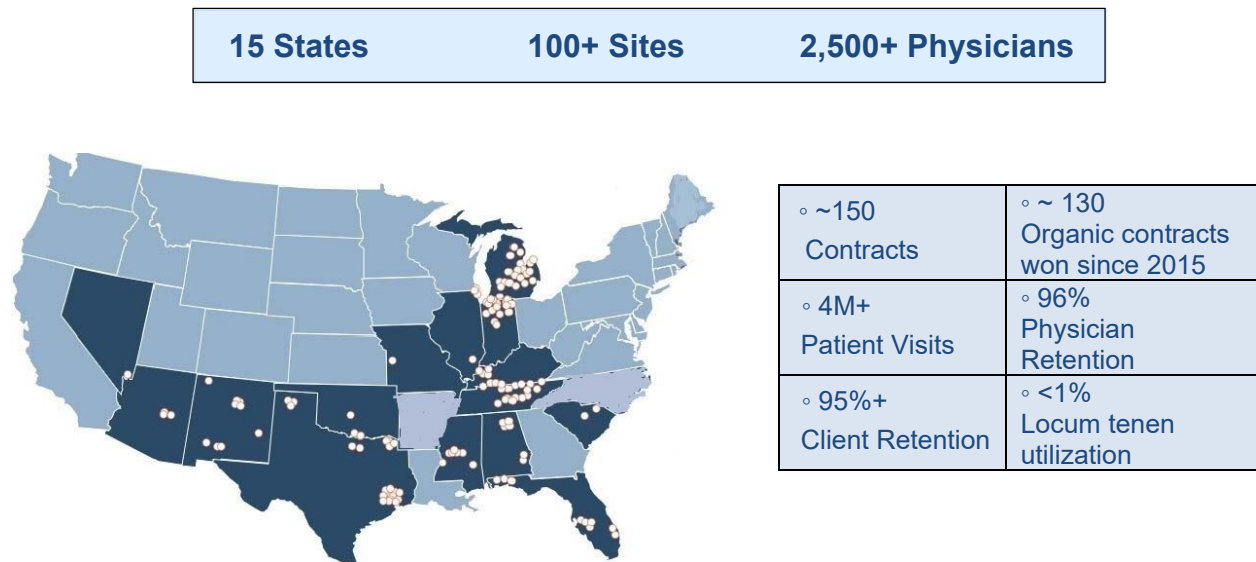 15 States 100+ Sites 2,500+ Physicians
◦ ~150
Contracts
◦ ~ 130
Organic contracts
won since 2015
◦ 4M+
Patient Visits
◦ 96%
Physician
Retention
◦ 95%+
Client Retention
◦ <1%
Locum tenen
utilization